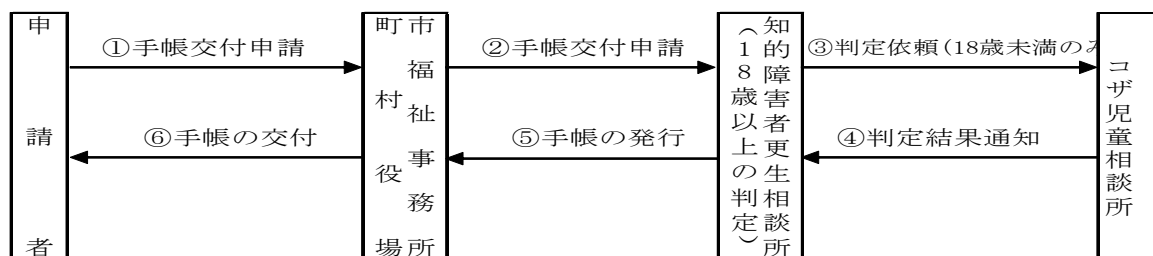 申請者
①手帳交付申請
⑥手帳の交付
市福祉事務所
町村役場
②手帳交付申請
⑤手帳の発行
知的障害者更生相談所
(18歳以上の判定)
③判定依頼(18歳未満のみ
④判定結果通知
コザ児童相談所